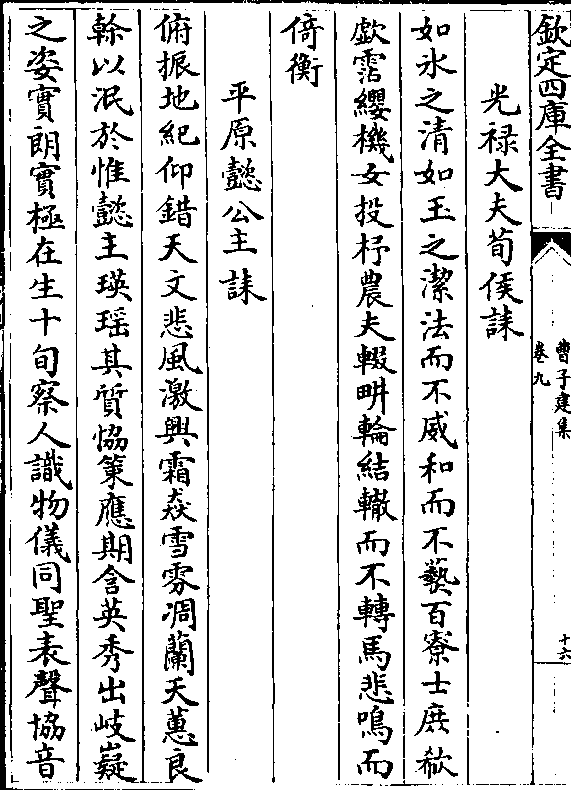 欽定四庫全書
曹子建集
卷九
十六
光禄大夫荀侯誄
如氷之清如玉之潔法而不威和而不䙝百寮士庶欷
歔霑纓機女投杼農夫輟畊輪結轍而不轉馬悲鳴而
倚衡
平原懿公主誄
俯振地紀仰錯天文悲風激興霜焱雪雰凋蘭夭蕙良
幹以泯於惟懿主瑛瑶其質恊策應期含英秀出岐嶷
之姿實朗實極在生十旬察人識物儀同聖表聲協音